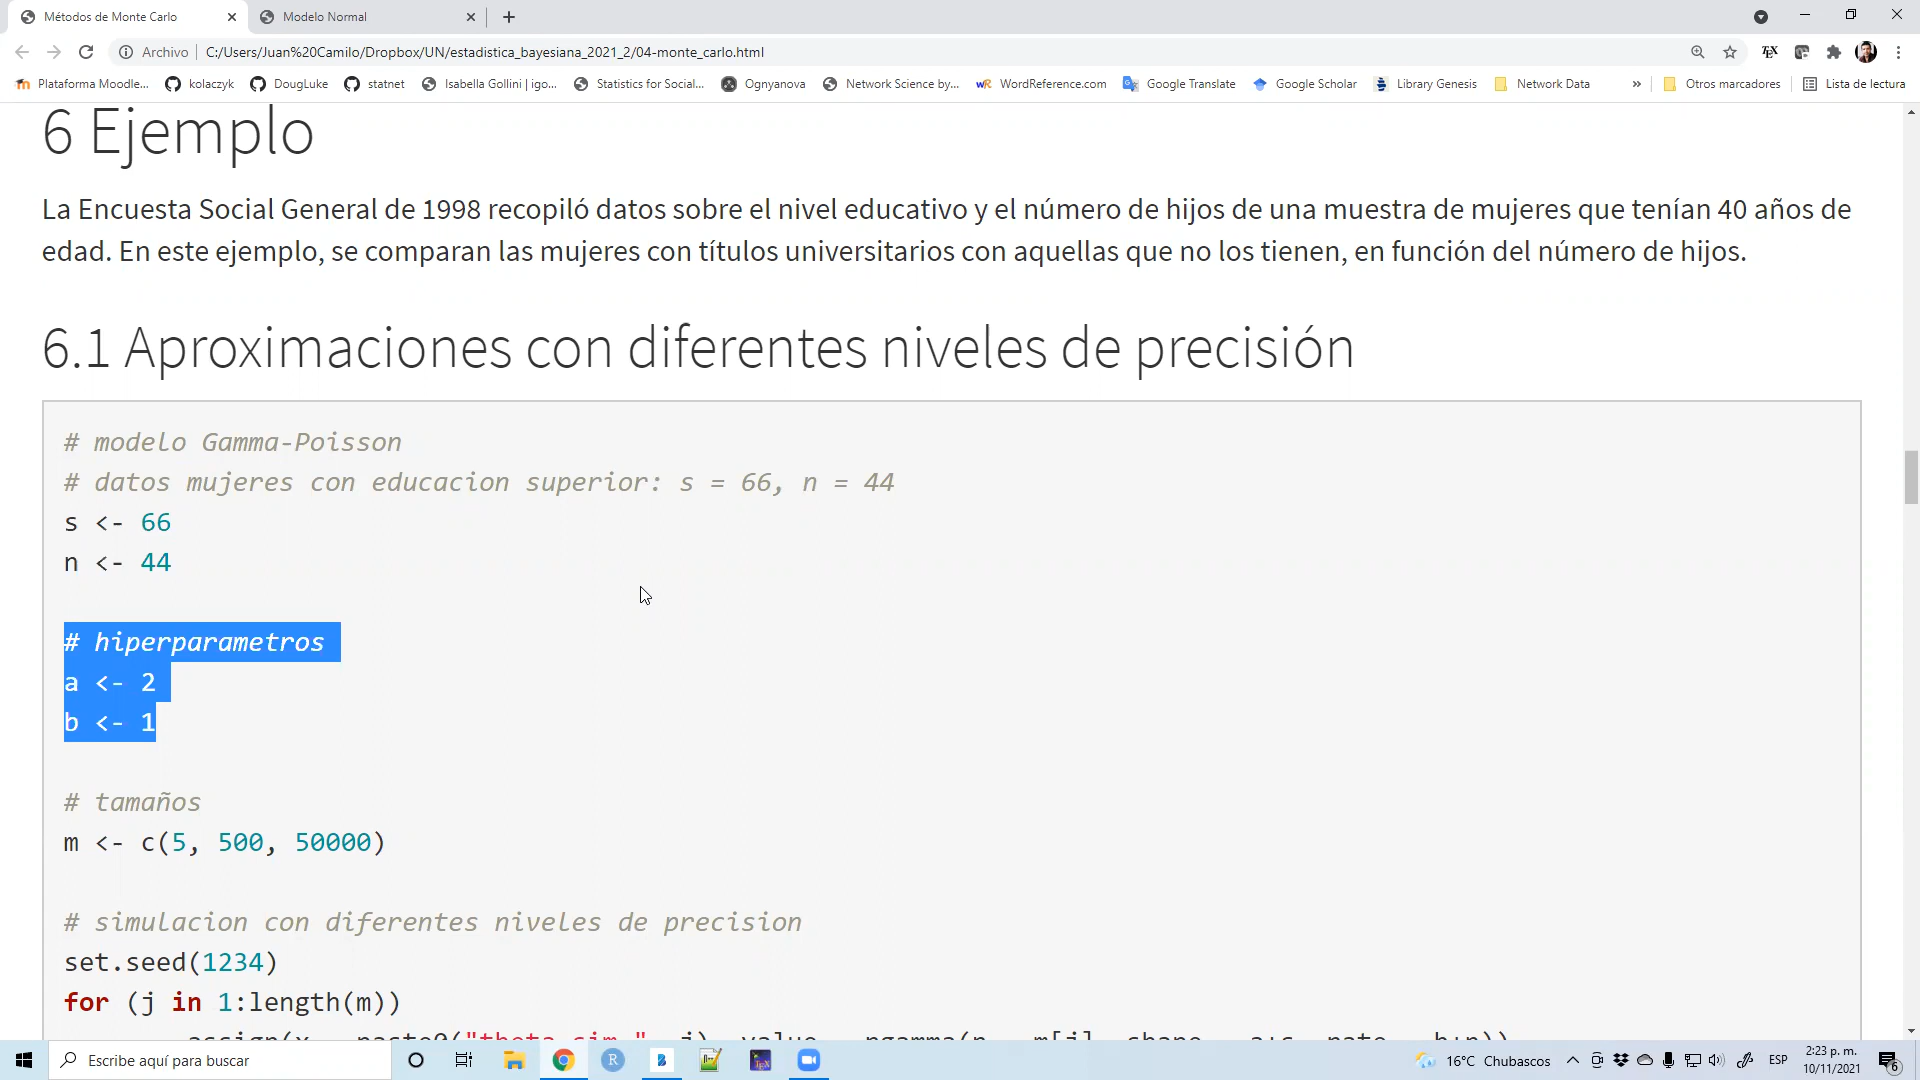 Métodos de Monte Carlo
Modelo Normal
Archivo
C:/Users/Juan%20Camilo/Dropbox/UN/estadistica_bayesiana_2021_2/04-monte_carlo.html
Plataforma Moodle...
kolaczyk
DougLuke
statnet
Isabella Gollini | igo...
Statistics for Social...
Ognyanova
Network Science by...
WordReference.com
Google Translate
Google Scholar
Library Genesis
Network Data
»
Otros marcadores
Lista de lectura
6 Ejemplo
La Encuesta Social General de 1998 recopiló datos sobre el nivel educativo y el número de hijos de una muestra de mujeres que tenían 40 años de
edad. En este ejemplo, se comparan las mujeres con títulos universitarios con aquellas que no los tienen, en función del número de hijos.
6.1 Aproximaciones con diferentes niveles de precisión
# modelo Gamma-Poisson
# datos mujeres con educacion superior: s = 66, n = 44
s <- 66
n <- 44
# hiperparametros
a <- 2
b <- 1
# tamaños
m <- c(5, 500, 50000)
# simulacion con diferentes niveles de precision
set.seed(1234)
for (j in 1:length(m))
Escribe aquí para buscar
16°C Chubascos
ESP
2:23 p. m.
10/11/2021
6